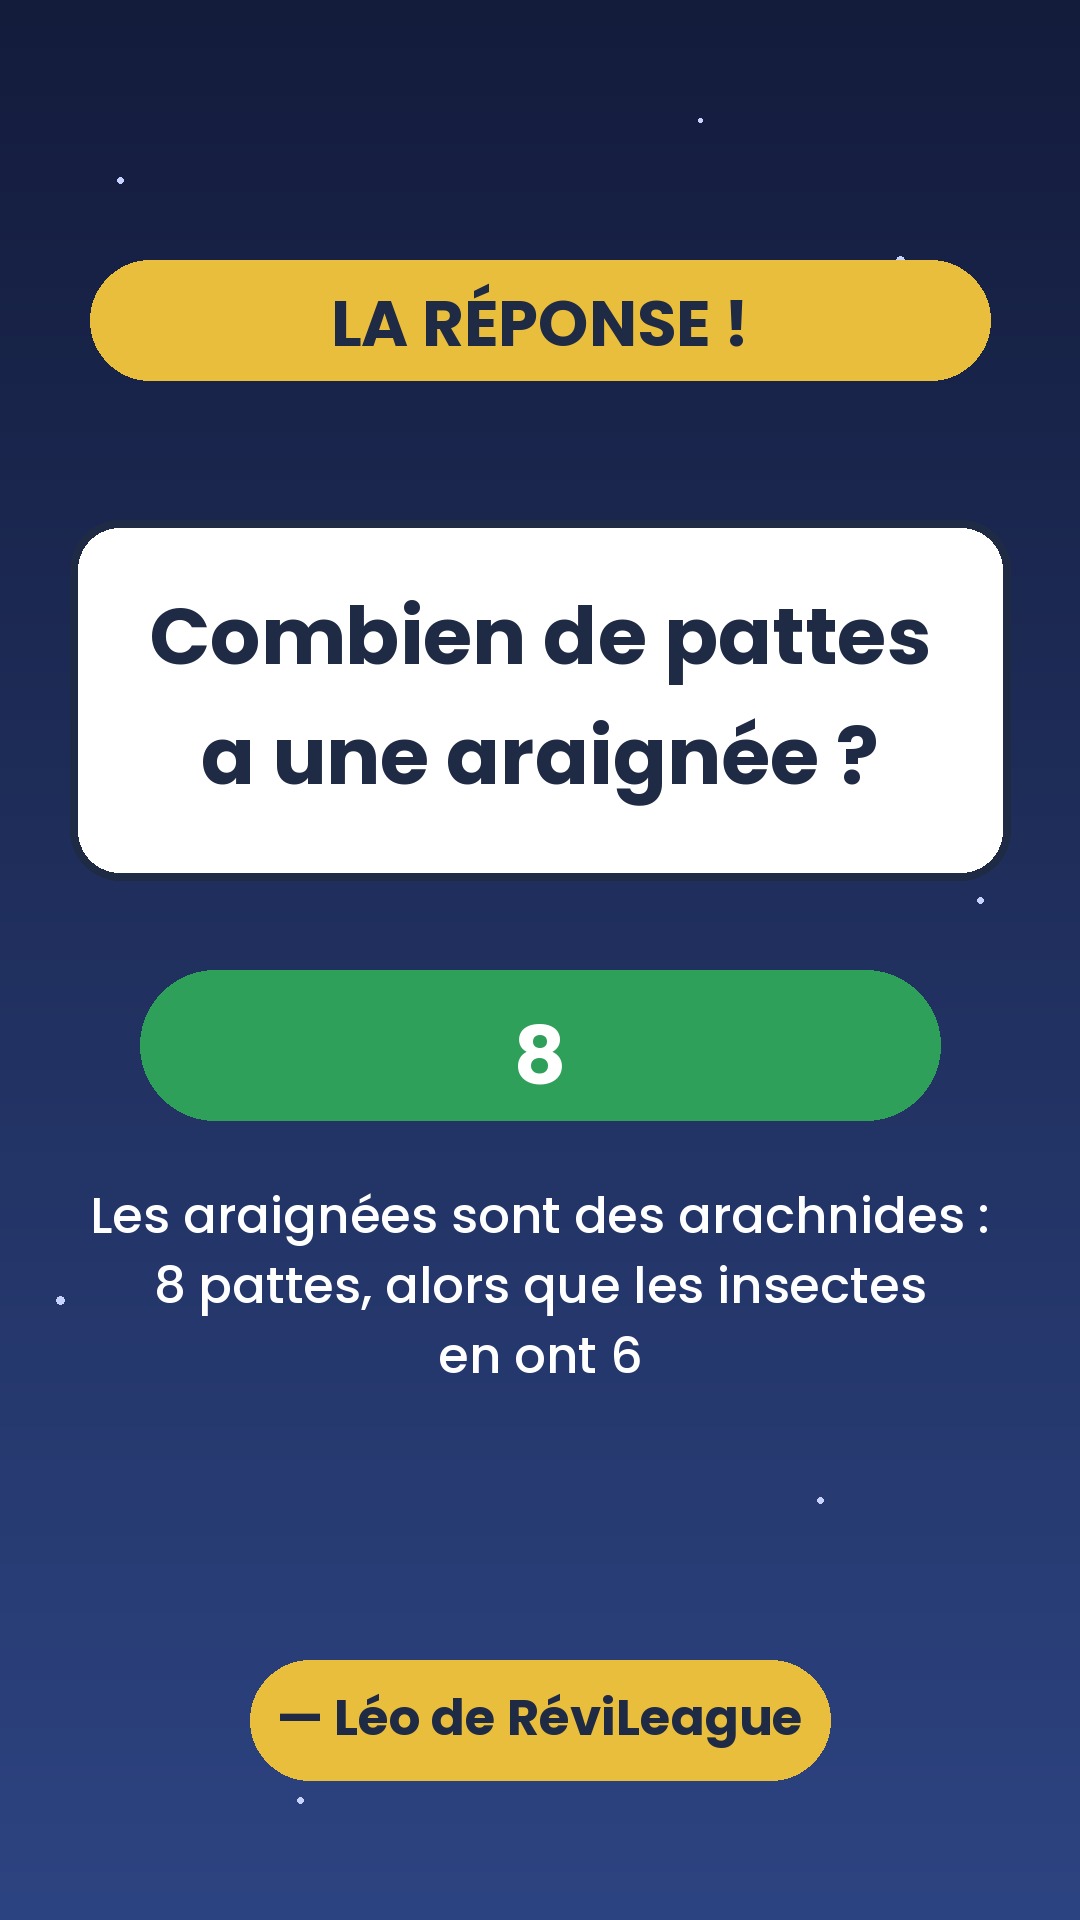 LA RÉPONSE !
Combien de pattes
a une araignée ?
8
Les araignées sont des arachnides :
8 pattes, alors que les insectes
en ont 6
— Léo de RéviLeague